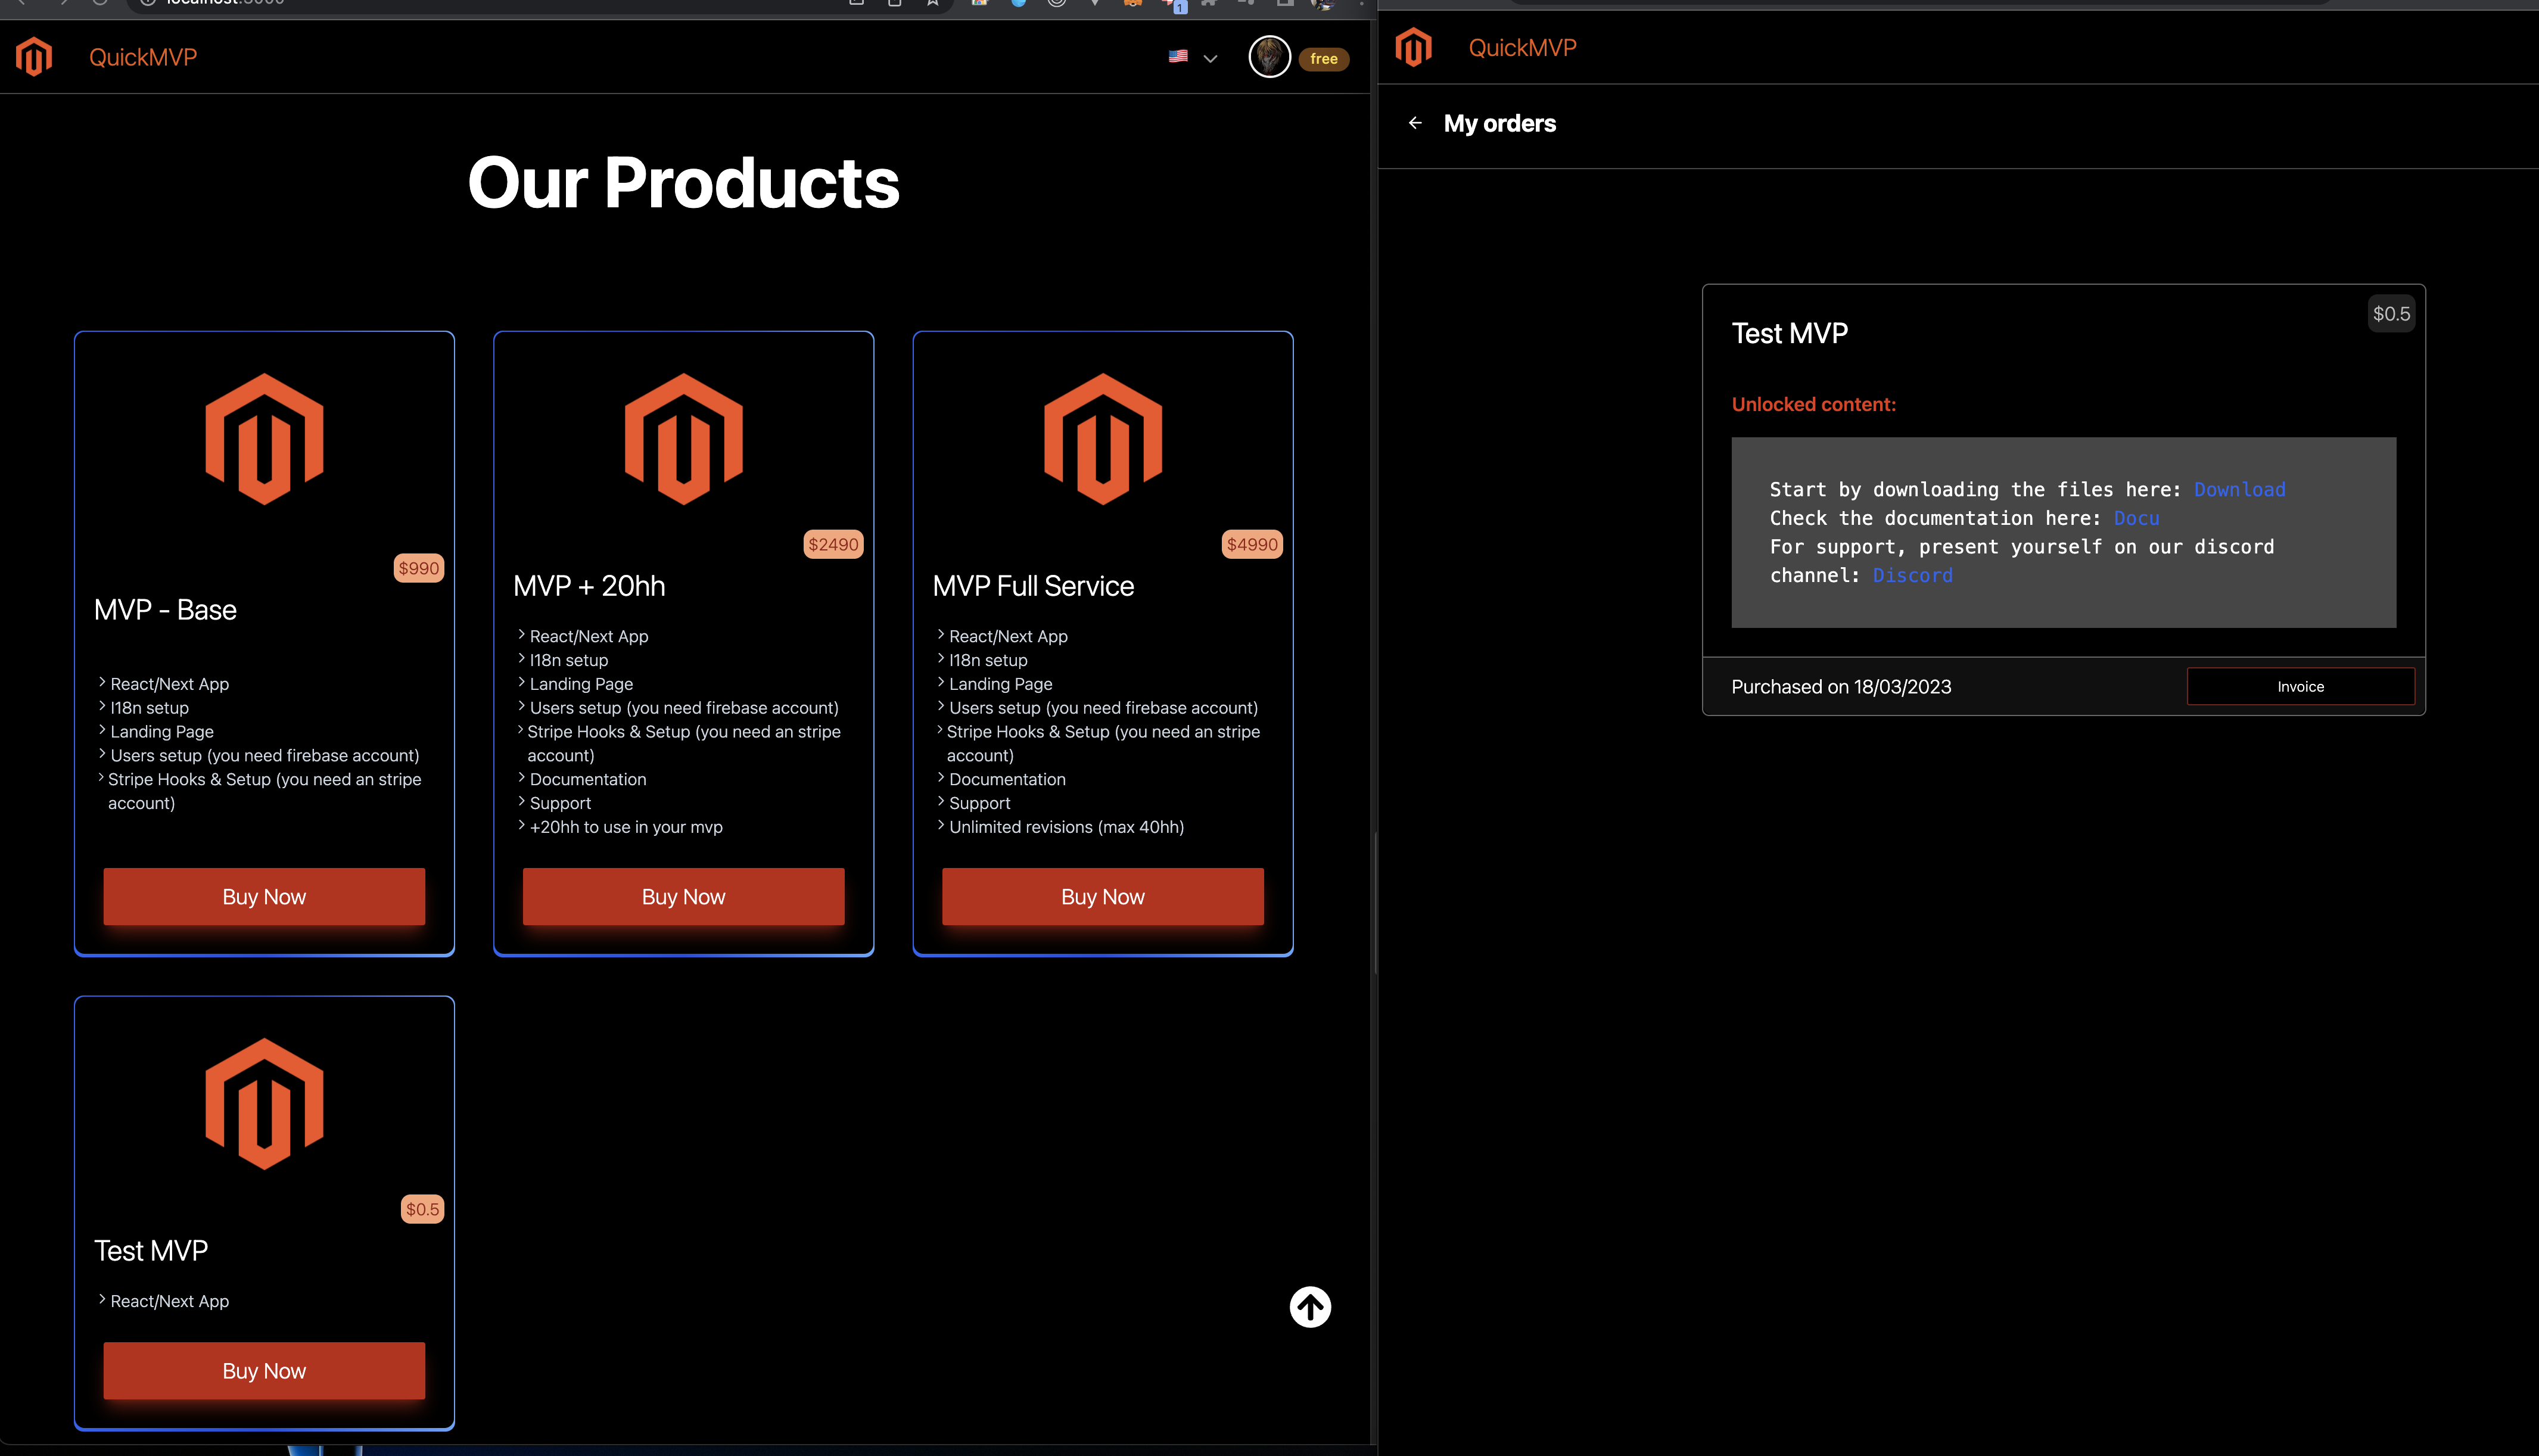 QuickMVP
free
Our Products
$990
MVP - Base
React/Next App
I18n setup
Landing Page
Users setup (you need firebase account)
Stripe Hooks & Setup (you need an stripe
account)
Buy Now
$2490
MVP + 20hh
React/Next App
I18n setup
Landing Page
Users setup (you need firebase account)
Stripe Hooks & Setup (you need an stripe
account)
Documentation
Support
+20hh to use in your mvp
Buy Now
$4990
MVP Full Service
React/Next App
I18n setup
Landing Page
Users setup (you need firebase account)
Stripe Hooks & Setup (you need an stripe
account)
Documentation
Support
Unlimited revisions (max 40hh)
Buy Now
$0.5
Test MVP
React/Next App
Buy Now
1
QuickMVP
My orders
$0.5
Test MVP
Unlocked content:
Start by downloading the files here: Download
Check the documentation here: Docu
For support, present yourself on our discord
channel: Discord
Purchased on 18/03/2023
Invoice